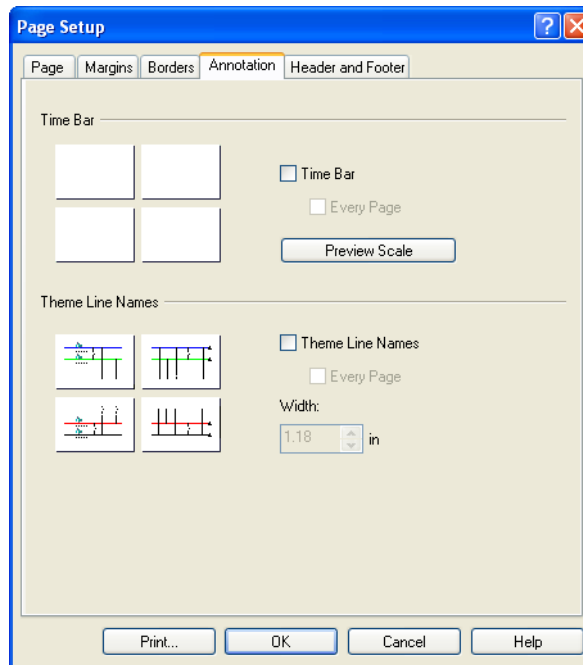 Page Setup
Page Margins Borders Annotation Header and Footer
Time Bar
Time Bar
Every Page
Preview Scale
Theme Line Names
Theme Line Names
Every Page
Width:
1.18 in
Print... OK Cancel Help